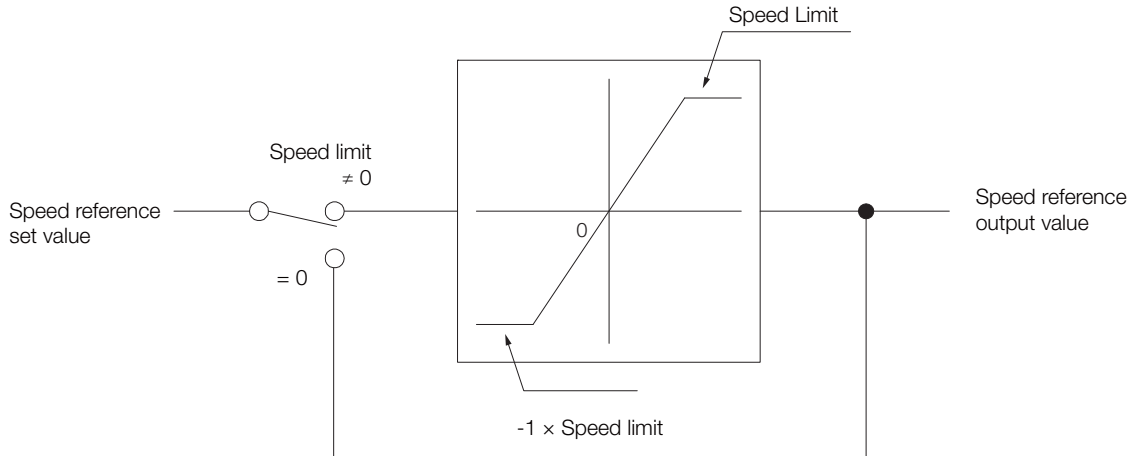 Speed Limit
Speed limit
≠ 0
Speed reference
set value
= 0
0
Speed reference
output value
-1 × Speed limit